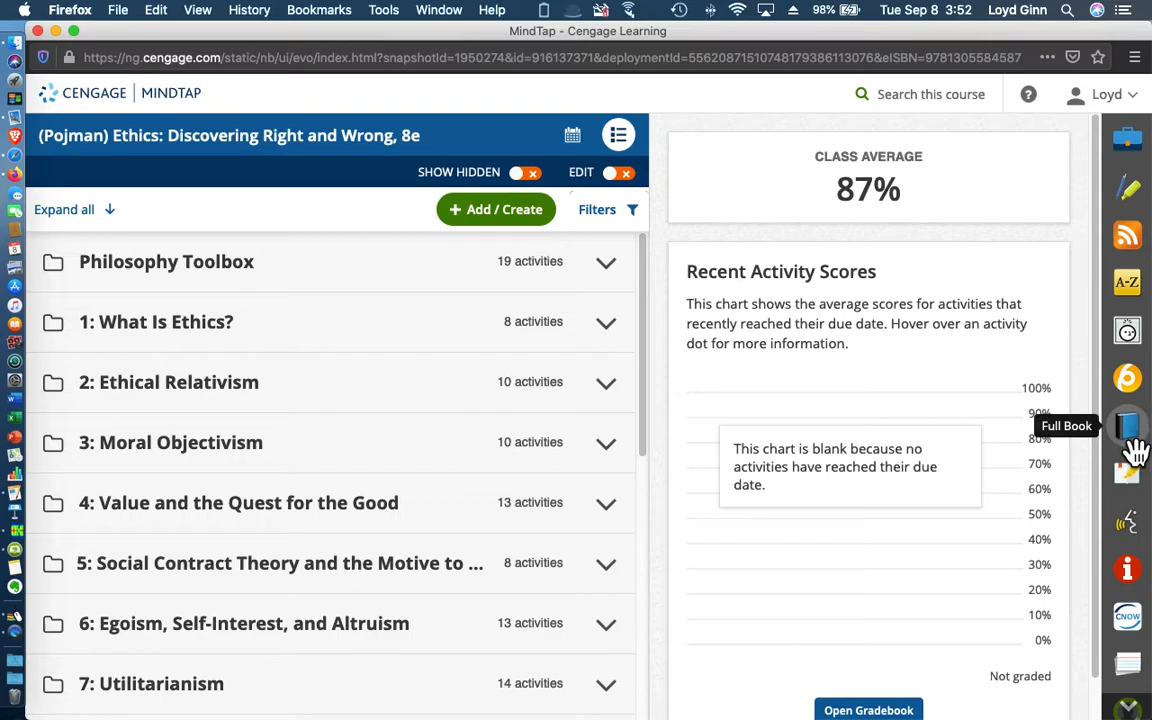 Firefox File Edit View History Bookmarks Tools Window Help 98% Tue Sep 8 3:52 Loyd Ginn
MindTap - Cengage Learning
https://ng.cengage.com/static/nb/ui/evo/index.html?snapshotId=1950274&id=916137371&deploymentId=55620871510748179386113076&eISBN=9781305584587
CENGAGE | MINDTAP
Search this course
Loyd
(Pojman) Ethics: Discovering Right and Wrong, 8e
SHOW HIDDEN
EDIT
Expand all
+ Add / Create
Filters
Philosophy Toolbox 19 activities
1: What Is Ethics? 8 activities
2: Ethical Relativism 10 activities
3: Moral Objectivism 10 activities
4: Value and the Quest for the Good 13 activities
5: Social Contract Theory and the Motive to ... 8 activities
6: Egoism, Self-Interest, and Altruism 13 activities
7: Utilitarianism 14 activities
CLASS AVERAGE
87%
Recent Activity Scores
This chart shows the average scores for activities that
recently reached their due date. Hover over an activity
dot for more information.
100%
90%
80%
70%
60%
50%
40%
30%
20%
10%
0%
This chart is blank because no
activities have reached their due
date.
Not graded
Open Gradebook
A-Z
Full Book
CNOW